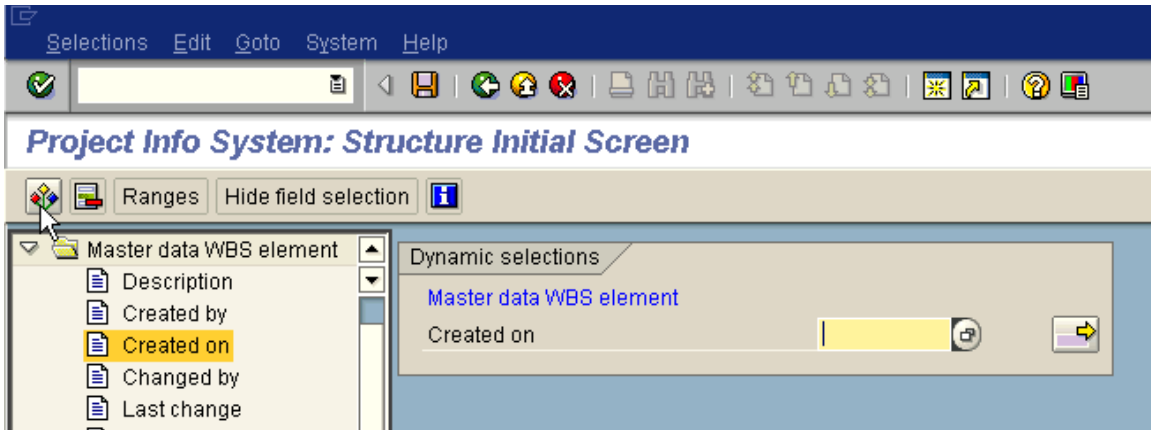 Selections Edit Goto System Help
Project Info System: Structure Initial Screen
Ranges Hide field selection
Master data WBS element
Description
Created by
Created on
Changed by
Last change
Dynamic selections
Master data WBS element
Created on